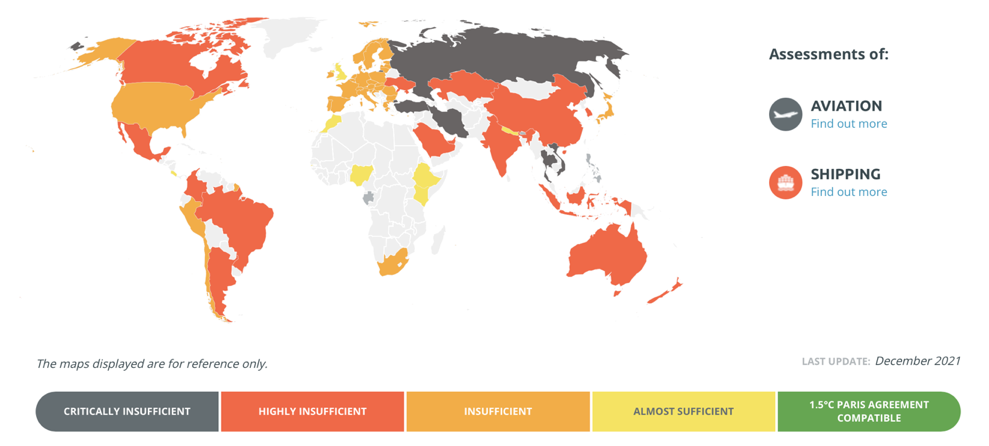 Assessments of:
AVIATION
Find out more
SHIPPING
Find out more
The maps displayed are for reference only.
LAST UPDATE: December 2021
CRITICALLY INSUFFICIENT
HIGHLY INSUFFICIENT
INSUFFICIENT
ALMOST SUFFICIENT
1.5°C PARIS AGREEMENT
COMPATIBLE